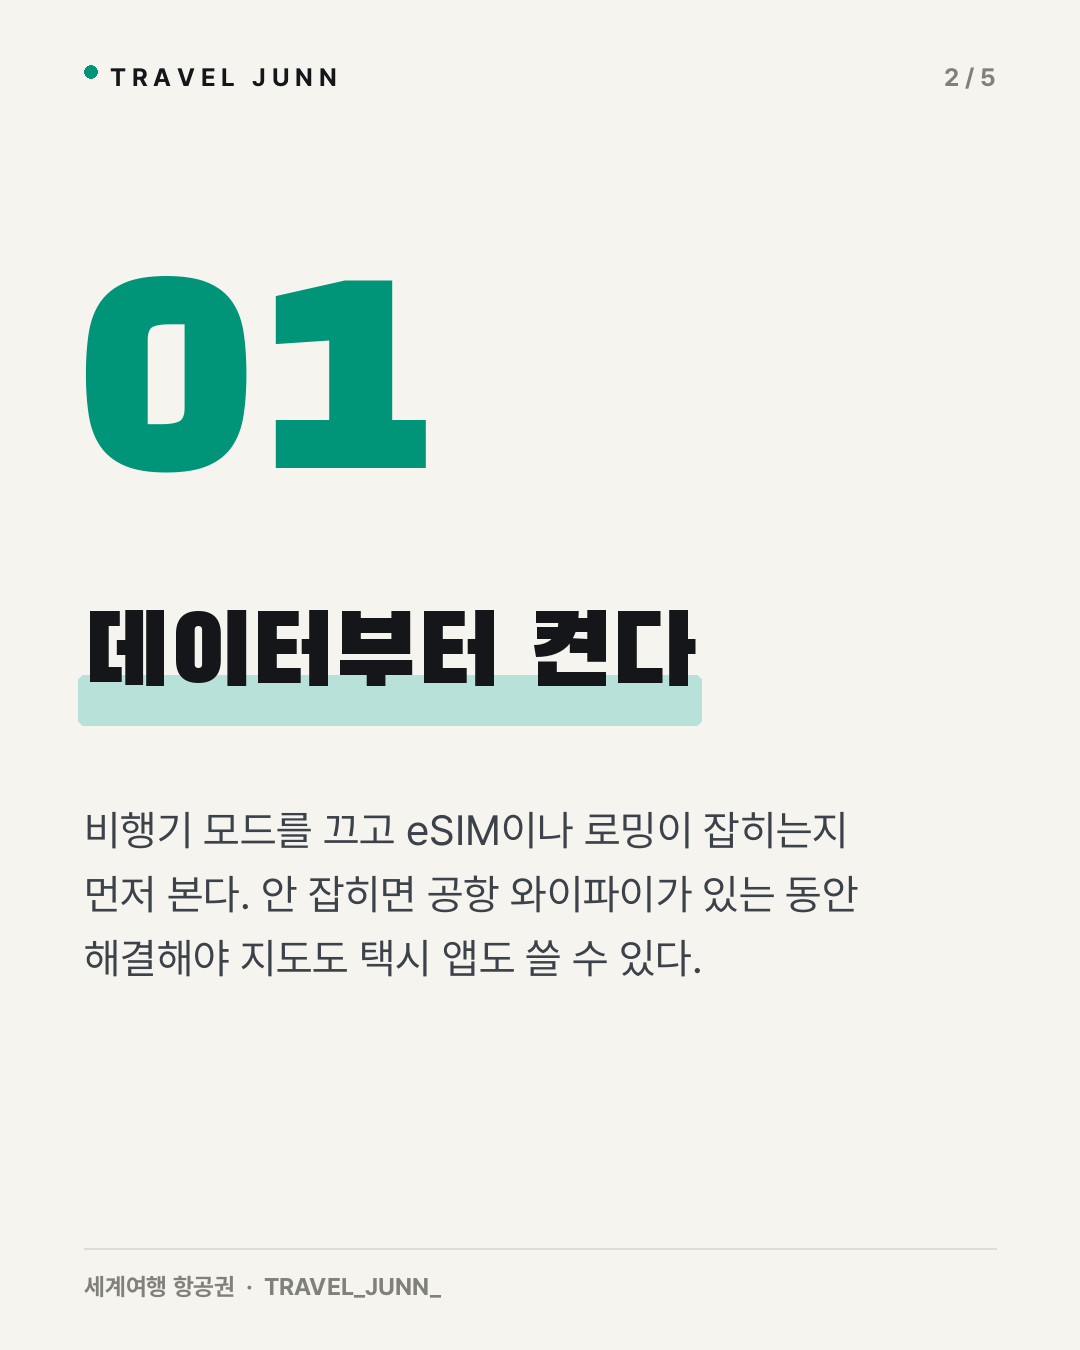 TRAVEL JUNN
2 / 5
01
데이터부터 켠다
비행기 모드를 끄고 eSIM이나 로밍이 잡히는지
먼저 본다. 안 잡히면 공항 와이파이가 있는 동안
해결해야 지도도 택시 앱도 쓸 수 있다.
세계여행 항공권 · TRAVEL_JUNN_